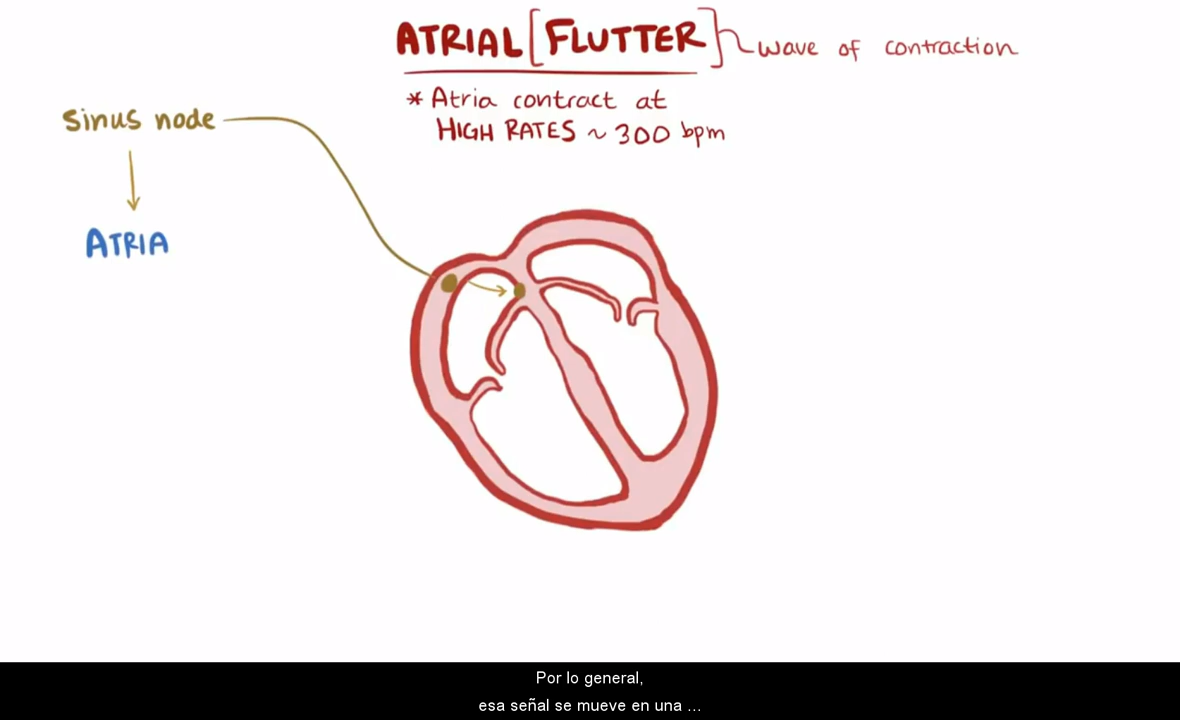 ATRIAL [FLUTTER] wave of contraction
* Atria contract at
HIGH RATES ~ 300 bpm
Sinus node
ATRIA
Por lo general,
esa señal se mueve en una ...